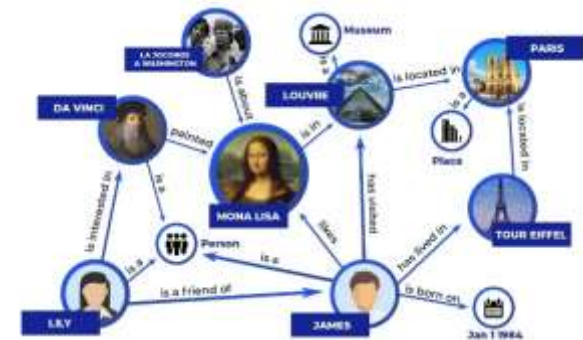 Museum
LA JOCONDE
A WASHINGTON
is a
PARIS
is about
is located in
LOUVRE
DA VINCI
is a
painted
is in
is located in
Place
is a
has visited
MONA LISA
is interested in
likes
TOUR EIFFEL
Person
has lived in
is a
is a
is a friend of
is born on
LILY
JAMES
Jan 1 1984